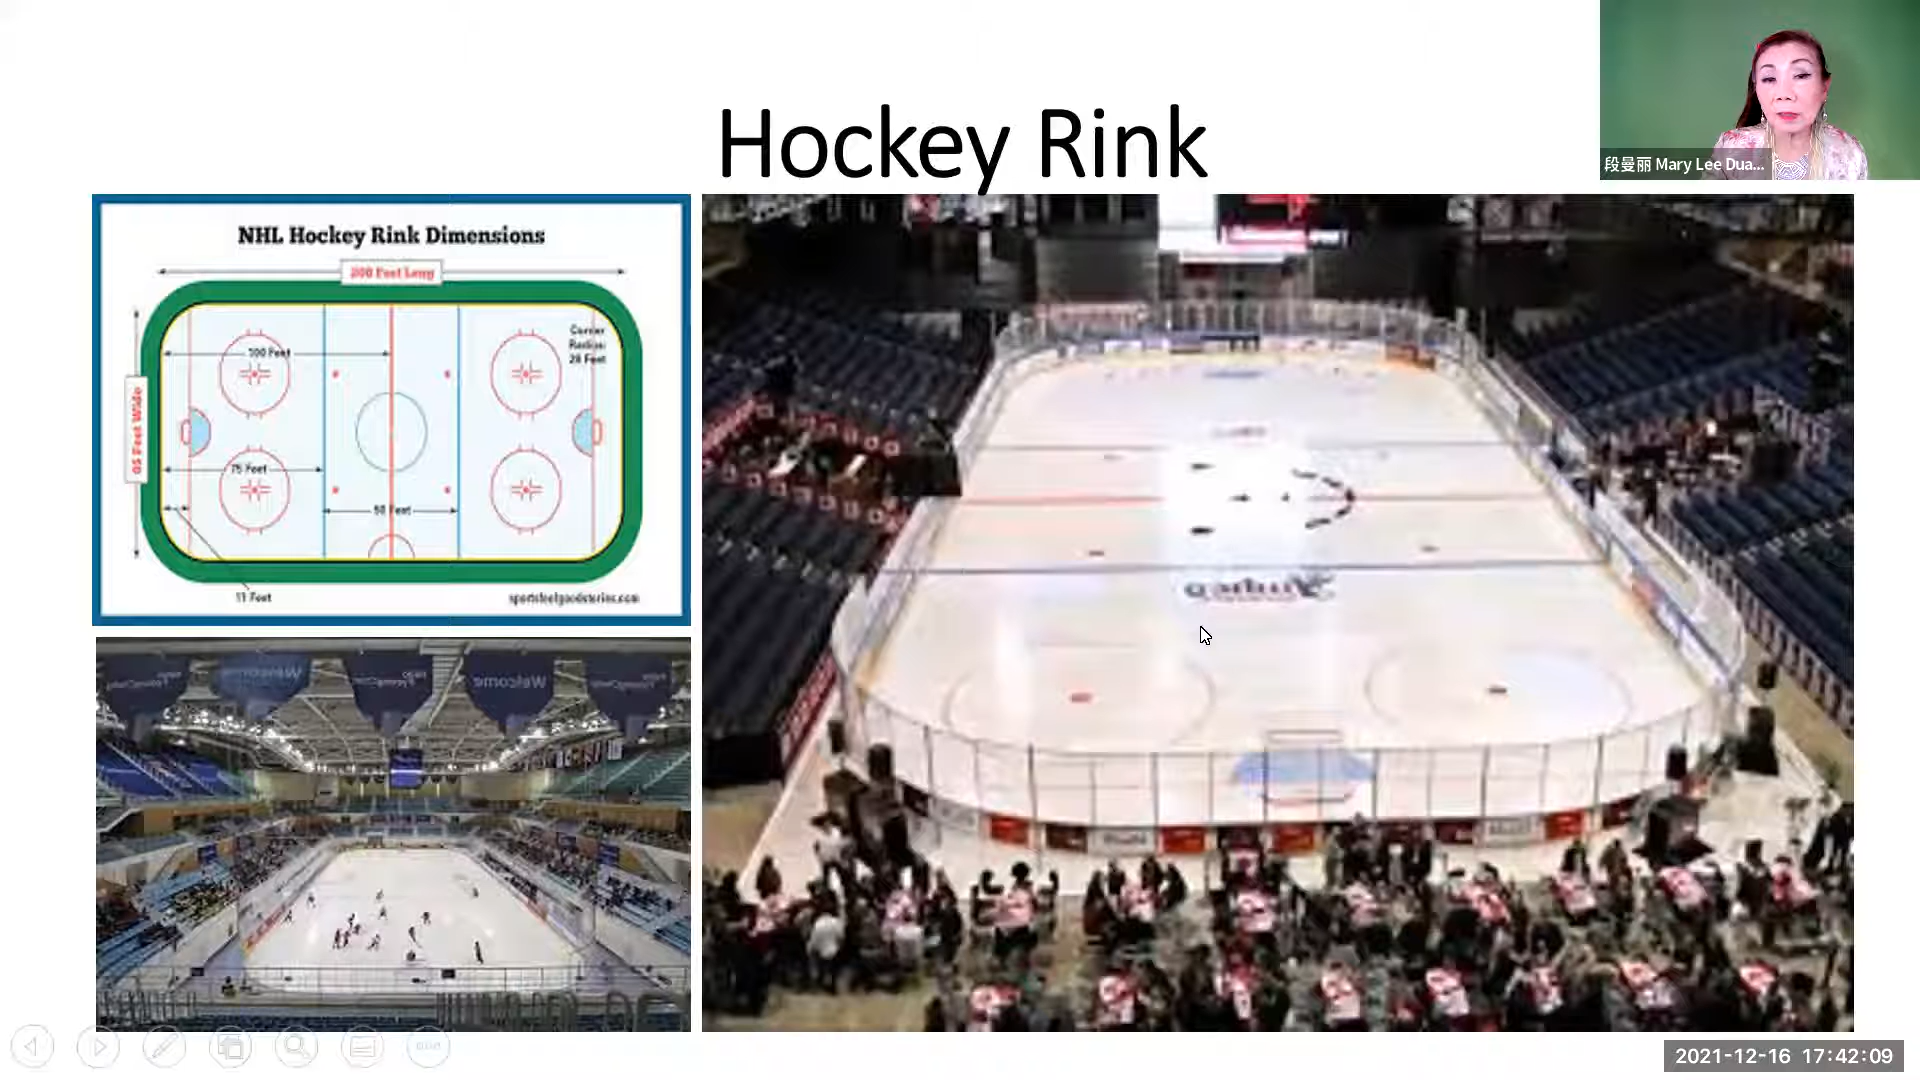 Hockey Rink
段曼丽 Mary Lee Dua...
NHL Hockey Rink Dimensions
200 Feet Long
Corner
Radius:
28 Feet
100 Feet
85 Feet Wide
75 Feet
50 Feet
11 Feet
sportsfeelgoodstories.com
Welcome
Welcome
2021-12-16 17:42:09